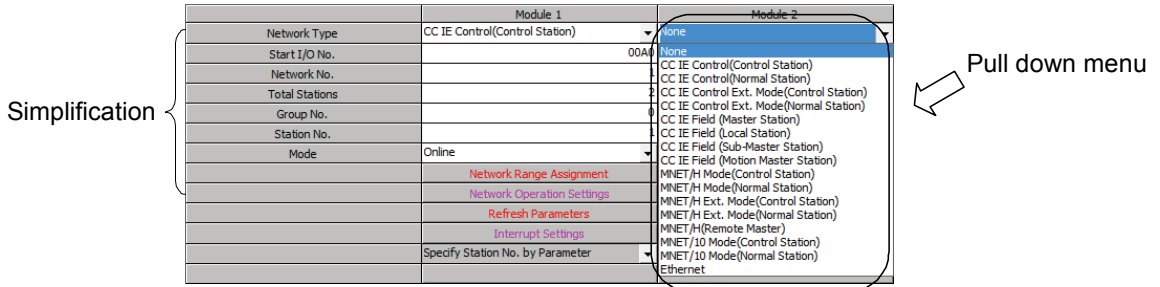 Module 1 Module 2
Network Type CC IE Control(Control Station) None
Start I/O No. 00A0 None
CC IE Control(Control Station)
Network No. 1 CC IE Control(Normal Station)
Pull down menu
Total Stations 2 CC IE Control Ext. Mode(Control Station)
CC IE Control Ext. Mode(Normal Station)
Simplification
Group No. 0 CC IE Field (Master Station)
Station No. 1 CC IE Field (Local Station)
CC IE Field (Sub-Master Station)
Mode Online CC IE Field (Motion Master Station)
Network Range Assignment MNET/H Mode(Control Station)
Network Operation Settings MNET/H Mode(Normal Station)
MNET/H Ext. Mode(Control Station)
Refresh Parameters MNET/H Ext. Mode(Normal Station)
Interrupt Settings MNET/H(Remote Master)
MNET/10 Mode(Control Station)
Specify Station No. by Parameter MNET/10 Mode(Normal Station)
Ethernet